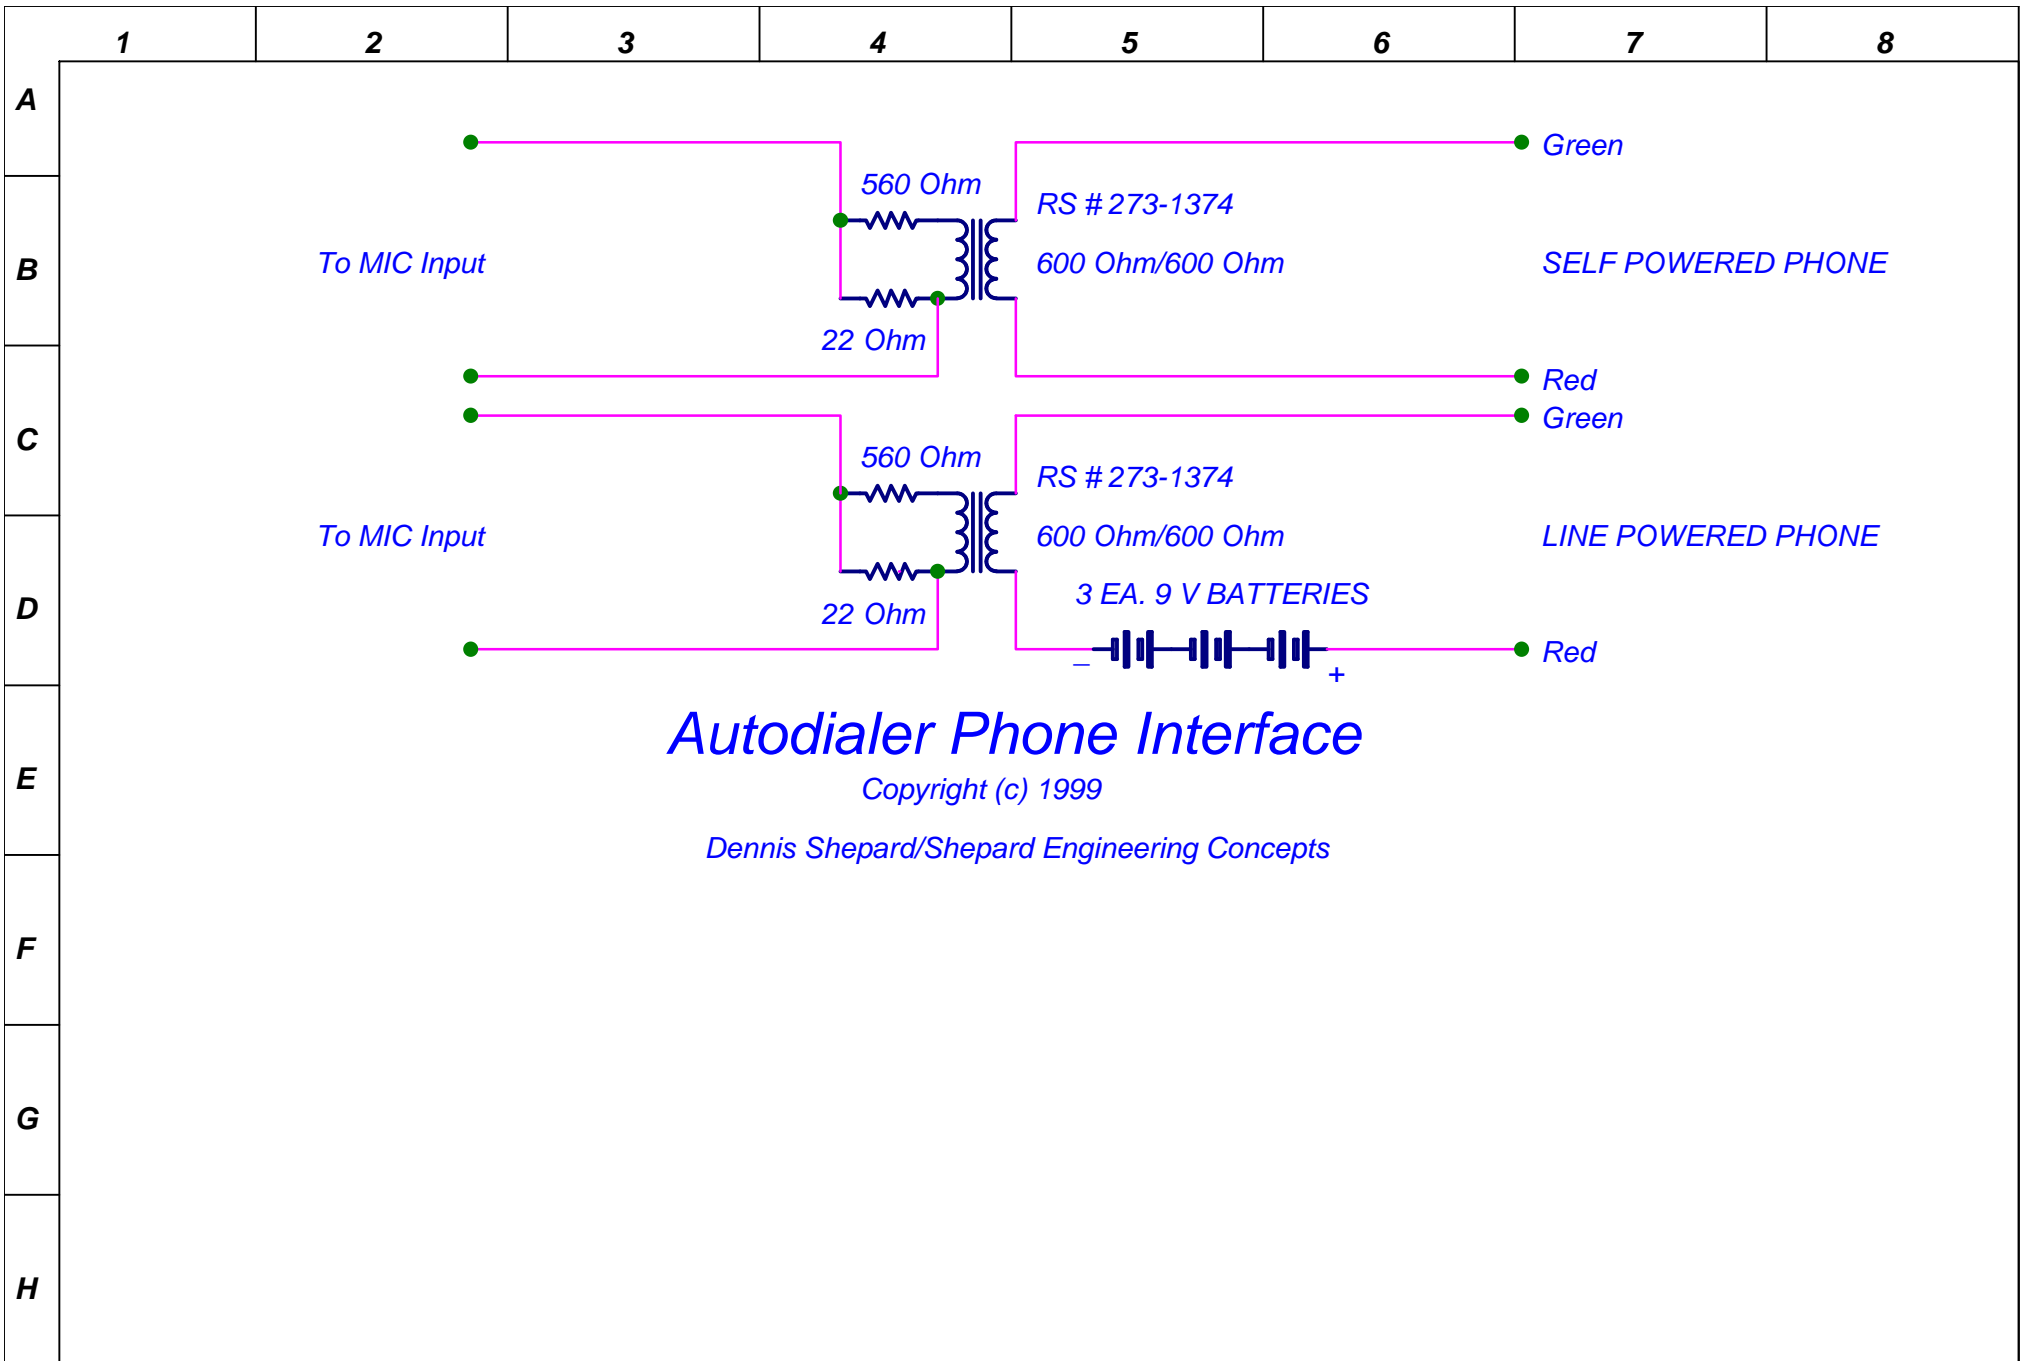 1 2 3 4 5 6 7 8
A
Green
560 Ohm
RS # 273-1374
B
To MIC Input
600 Ohm/600 Ohm
SELF POWERED PHONE
22 Ohm
Red
Green
C
560 Ohm
RS # 273-1374
To MIC Input
600 Ohm/600 Ohm
LINE POWERED PHONE
3 EA. 9 V BATTERIES
D
22 Ohm
Red
_
+
Autodialer Phone Interface
E
Copyright (c) 1999
Dennis Shepard/Shepard Engineering Concepts
F
G
H